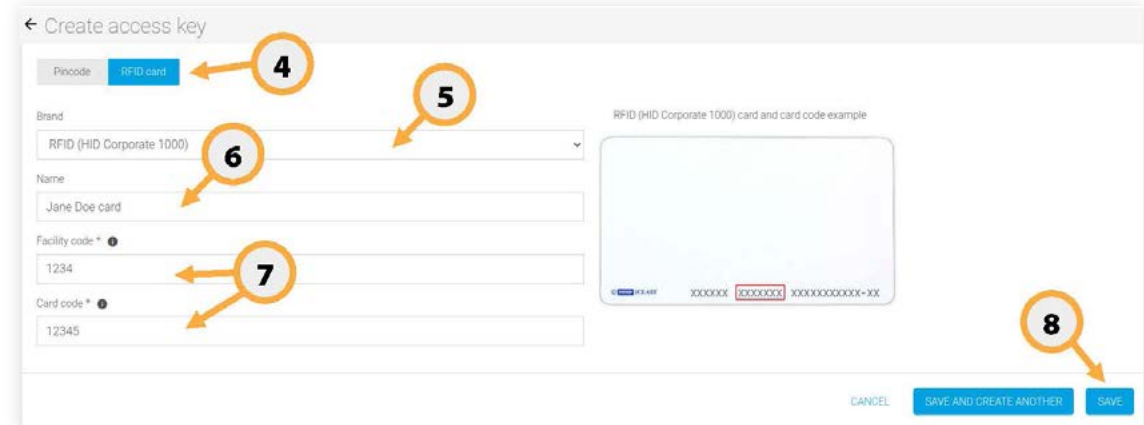 ← Create access key
Pincode RFID card
4
5
Brand
RFID (HID Corporate 1000) card and card code example
RFID (HID Corporate 1000)
6
Name
Jane Doe card
Facility code *
1234
7
Card code *
12345
XXXXXX XXXXXXX XXXXXXXXXXX-XX
8
CANCEL SAVE AND CREATE ANOTHER SAVE